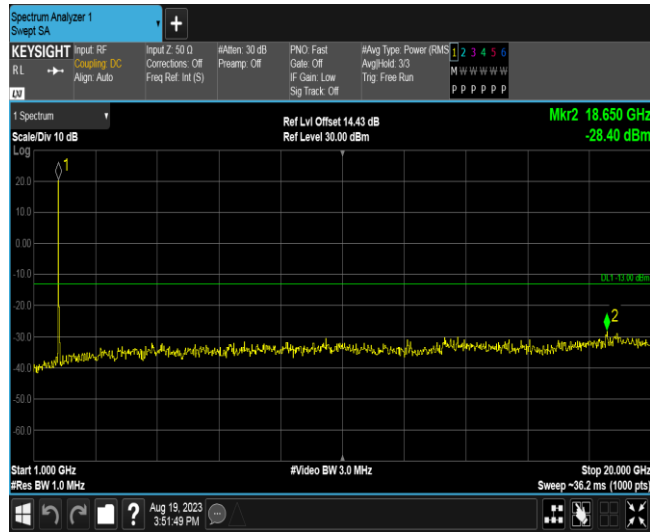 Spectrum Analyzer 1
Swept SA
+
KEYSIGHT
RL
LXI
Input: RF
Coupling: DC
Align: Auto
Input Z: 50 Ω
Corrections: Off
Freq Ref: Int (S)
#Atten: 30 dB
Preamp: Off
PNO: Fast
Gate: Off
IF Gain: Low
Sig Track: Off
#Avg Type: Power (RMS
Avg|Hold: 3/3
Trig: Free Run
1 2 3 4 5 6
M W W W W W
P P P P P P
1 Spectrum
Scale/Div 10 dB
Log
Ref Lvl Offset 14.43 dB
Ref Level 30.00 dBm
Mkr2 18.650 GHz
-28.40 dBm
1
20.0
10.0
0.00
-10.0
DL1 -13.00 dBm
-20.0
2
-30.0
-40.0
-50.0
-60.0
Start 1.000 GHz
#Video BW 3.0 MHz
Stop 20.000 GHz
#Res BW 1.0 MHz
Sweep ~36.2 ms (1000 pts)
?
Aug 19, 2023
3:51:49 PM